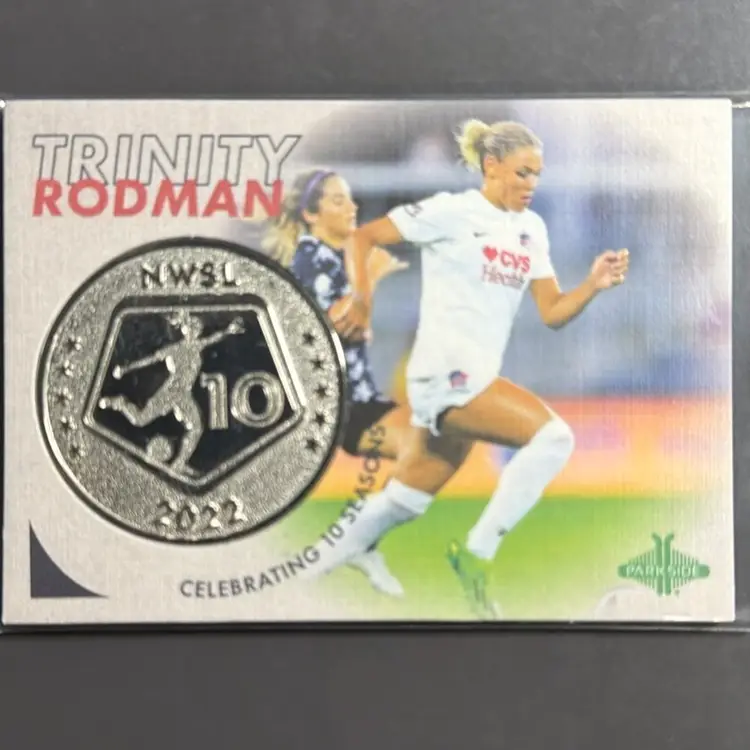 TRINITY
RODMAN
NWSL
10
2022
CELEBRATING 10 SEASONS
CVS
Health
PARKSIDE